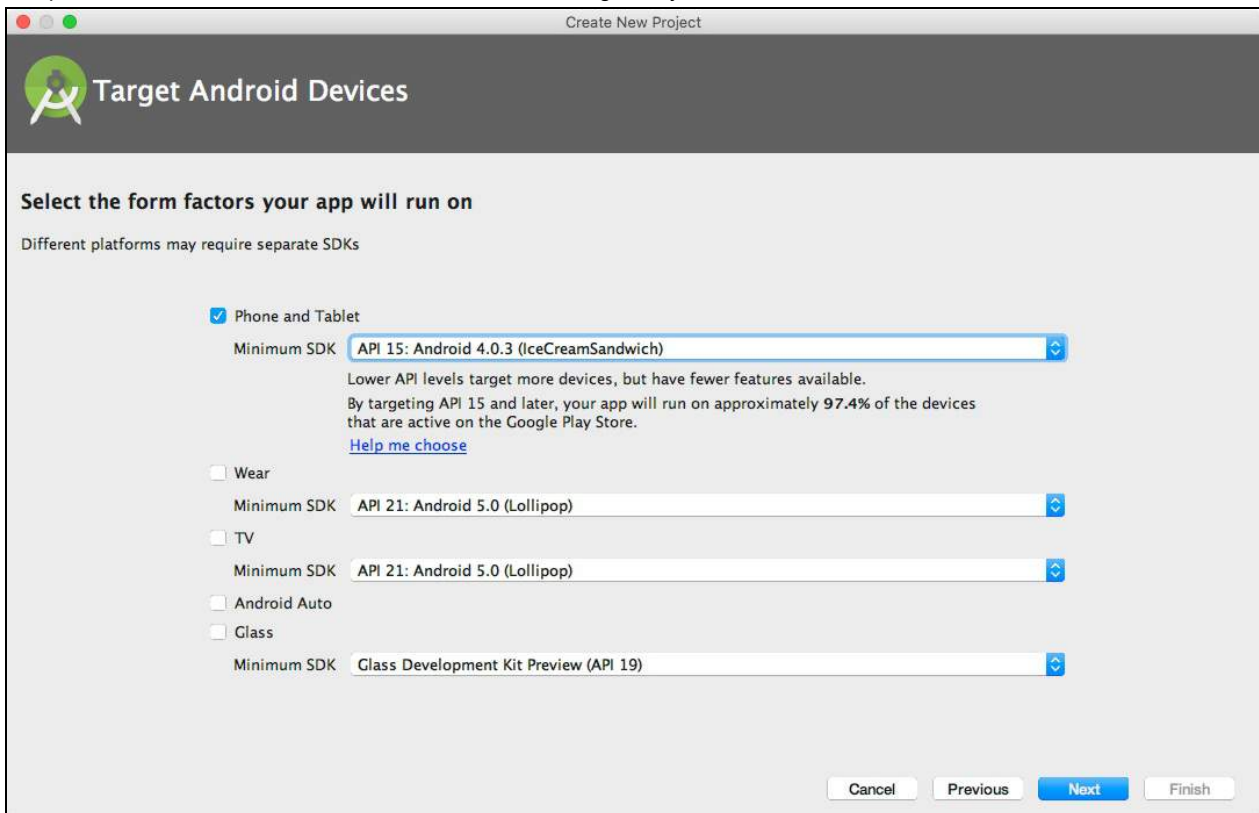 Create New Project
Target Android Devices
Select the form factors your app will run on
Different platforms may require separate SDKs
Phone and Tablet
Minimum SDK API 15: Android 4.0.3 (IceCreamSandwich)
Lower API levels target more devices, but have fewer features available.
By targeting API 15 and later, your app will run on approximately 97.4% of the devices
that are active on the Google Play Store.
Help me choose
Wear
Minimum SDK API 21: Android 5.0 (Lollipop)
TV
Minimum SDK API 21: Android 5.0 (Lollipop)
Android Auto
Glass
Minimum SDK Glass Development Kit Preview (API 19)
Cancel Previous Next Finish